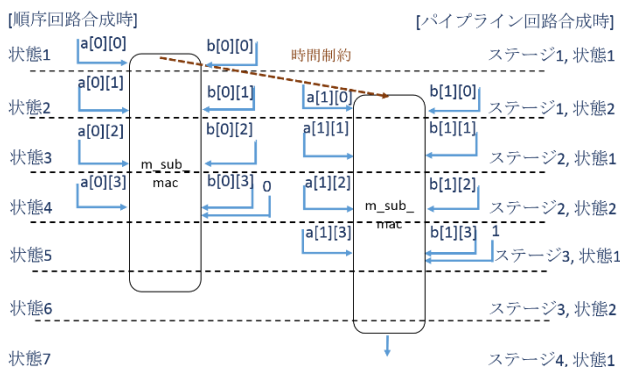 [順序回路合成時] [パイプライン回路合成時]
状態1 a[0][0] b[0][0] 時間制約 ステージ1, 状態1
状態2 a[0][1] b[0][1] a[1][0] b[1][0] ステージ1, 状態2
状態3 a[0][2] b[0][2] a[1][1] b[1][1] ステージ2, 状態1
m_sub_
mac
状態4 a[0][3] b[0][3] 0 a[1][2] b[1][2] ステージ2, 状態2
m_sub_
mac
状態5 a[1][3] b[1][3] 1 ステージ3, 状態1
状態6 ステージ3, 状態2
状態7 ステージ4, 状態1